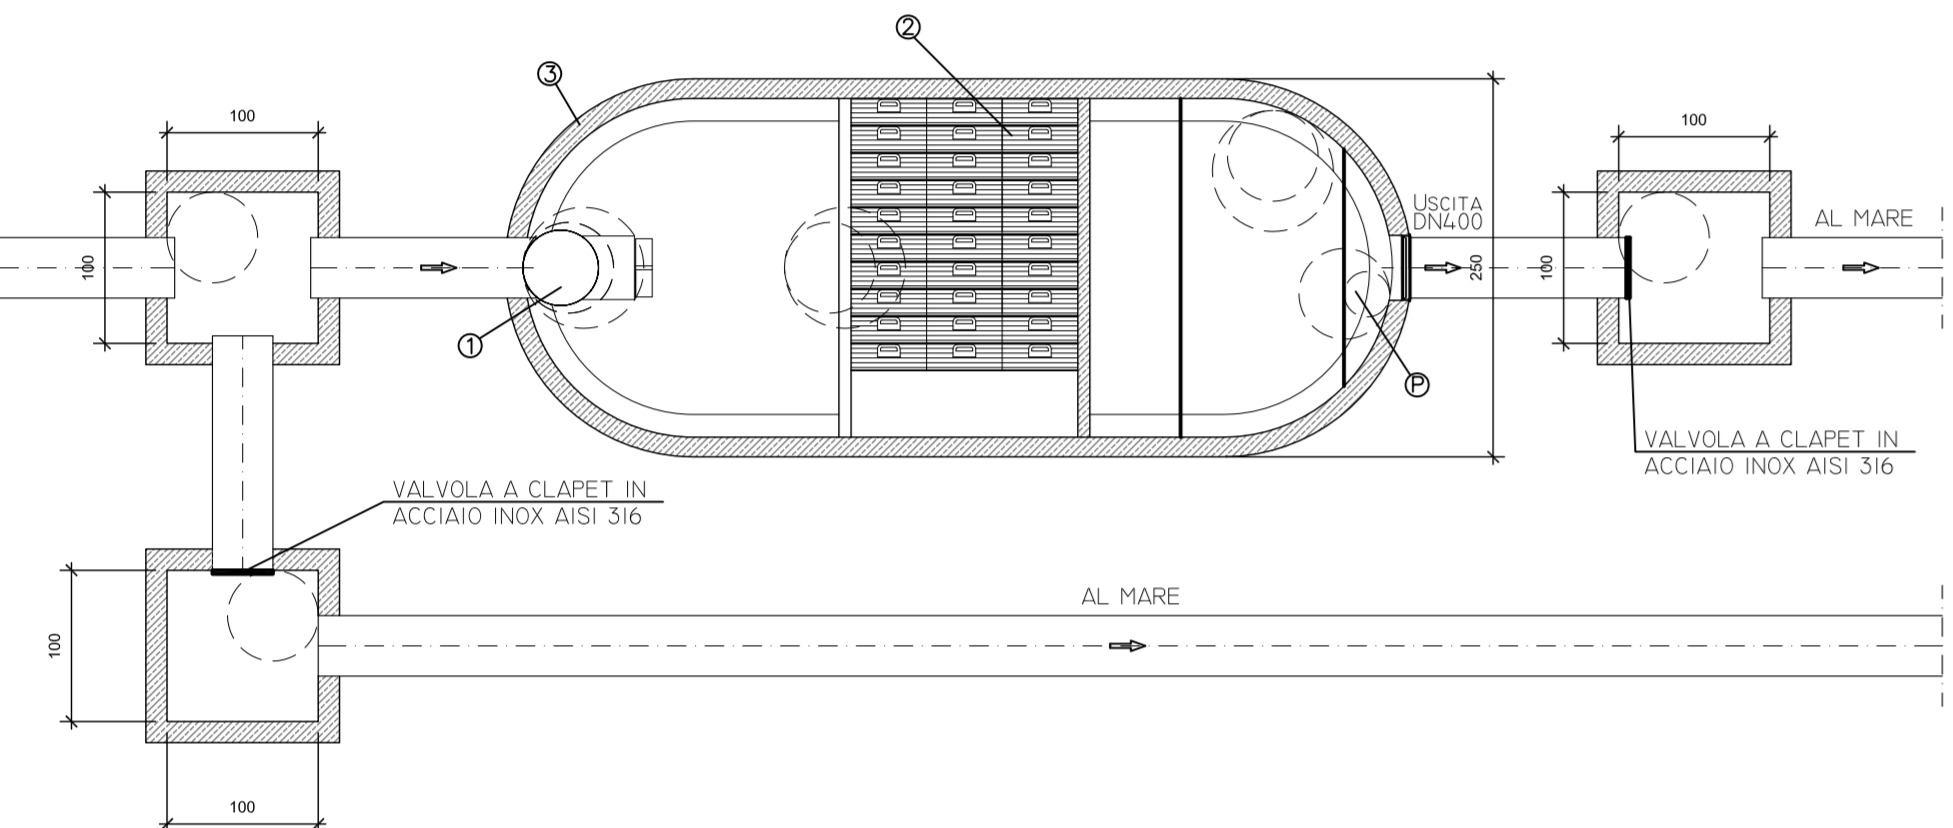 2
3
100
100
100
100
USCITA
DN400
250
100
AL MARE
1
P
VALVOLA A CLAPET IN
ACCIAIO INOX AISI 316
VALVOLA A CLAPET IN
ACCIAIO INOX AISI 316
AL MARE
100
100